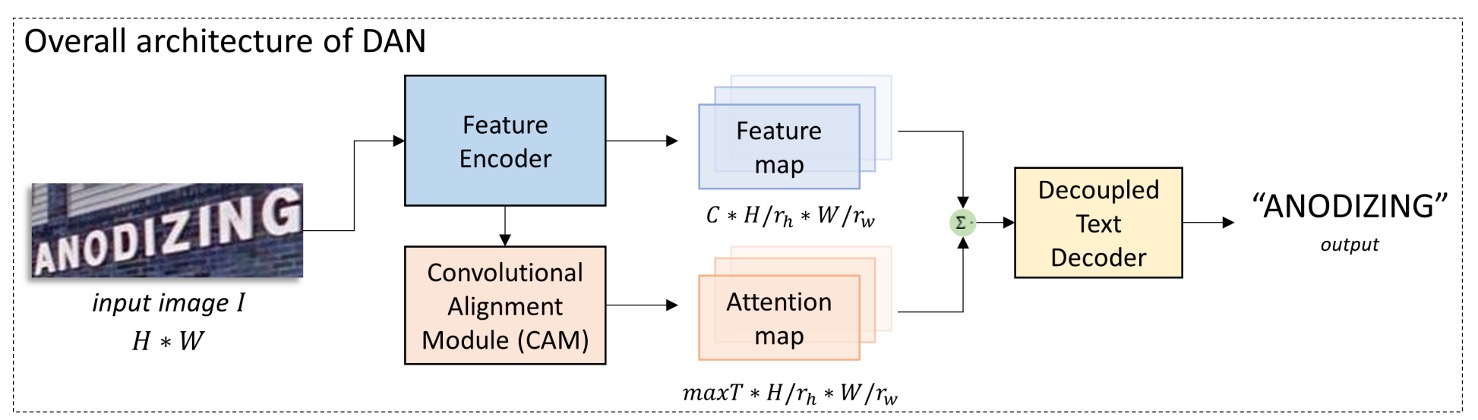 Overall architecture of DAN
Feature
Encoder
Feature
map
C * H/r_h * W/r_w
ANODIZING
input image I
H * W
Convolutional
Alignment
Module (CAM)
Attention
map
maxT * H/r_h * W/r_w
Σ·
Decoupled
Text
Decoder
“ANODIZING”
output